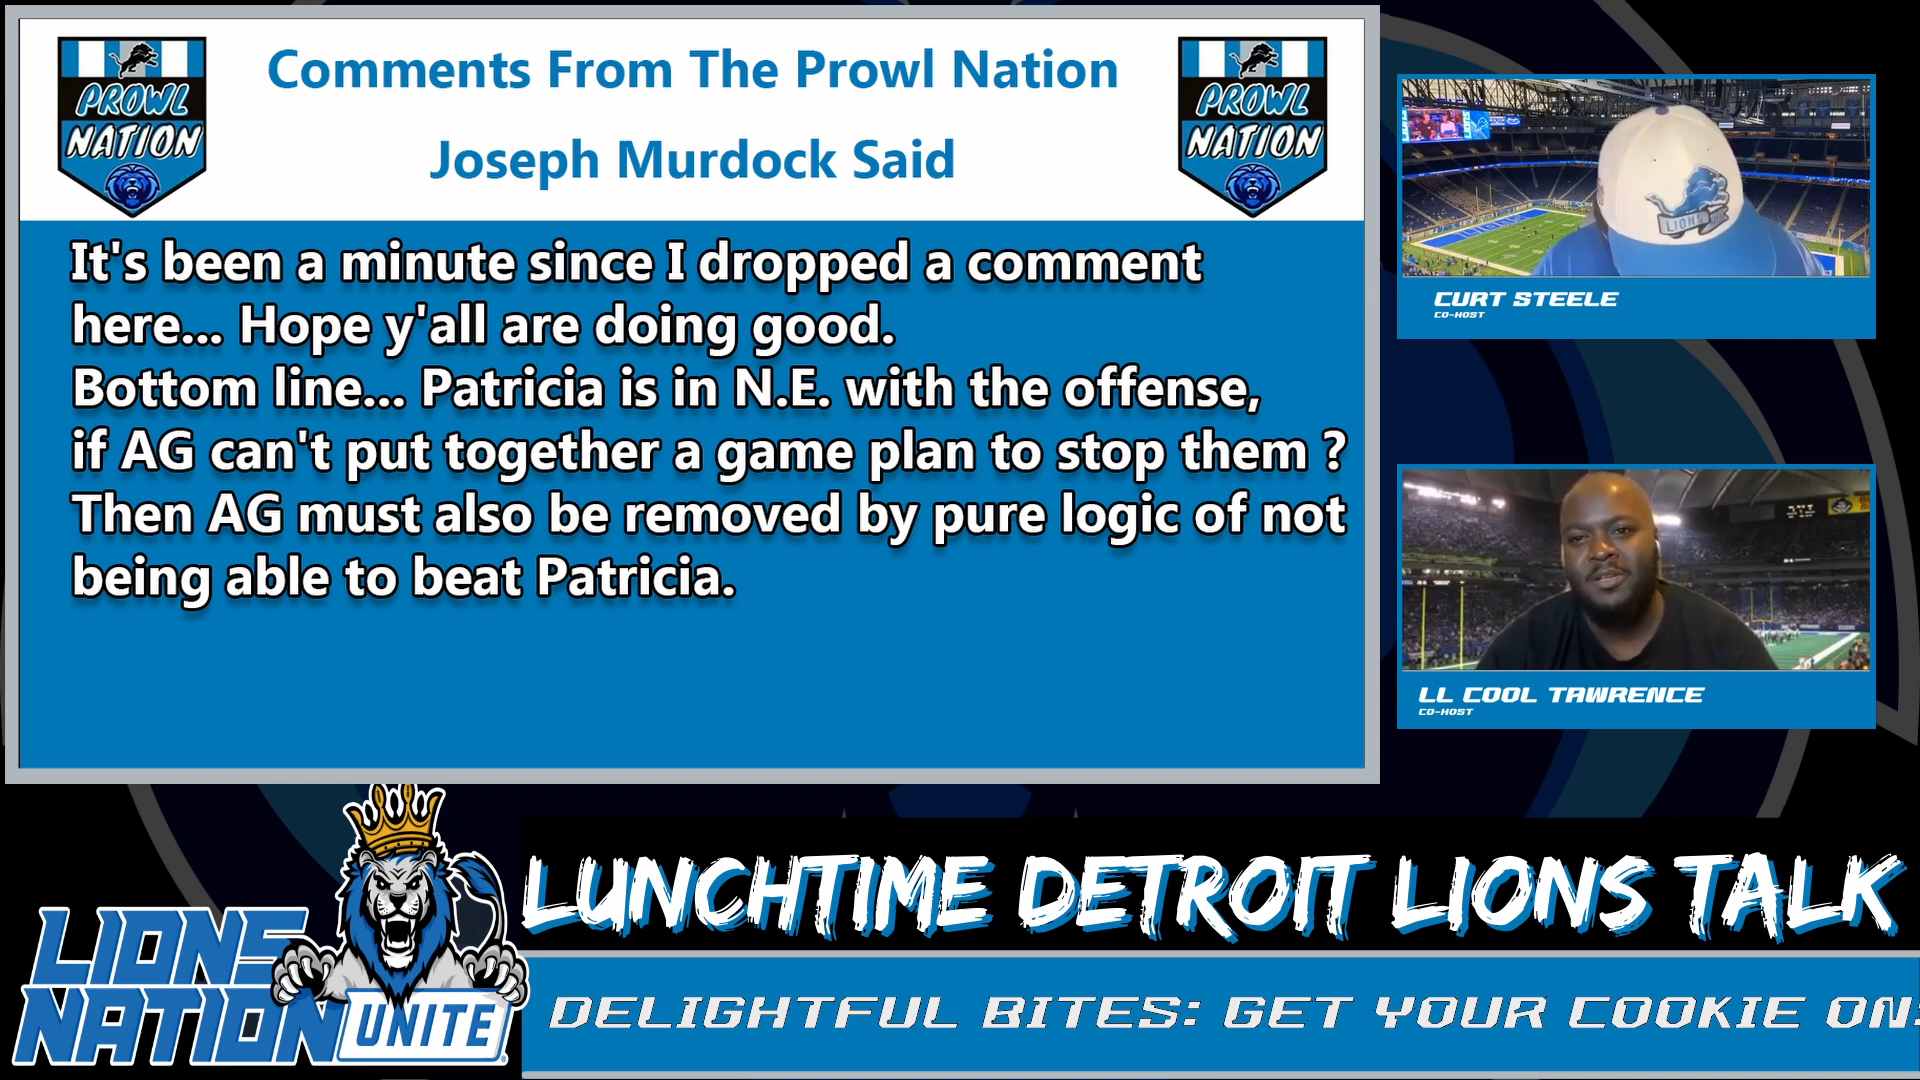 Comments From The Prowl Nation
Joseph Murdock Said
PROWL
NATION
PROWL
NATION
It's been a minute since I dropped a comment
here... Hope y'all are doing good.
Bottom line... Patricia is in N.E. with the offense,
if AG can't put together a game plan to stop them ?
Then AG must also be removed by pure logic of not
being able to beat Patricia.
LIONS
CURT STEELE
CO-HOST
LL COOL TAWRENCE
CO-HOST
LIONS
NATION
UNITE
LUNCHTIME DETROIT LIONS TALK
DELIGHTFUL BITES: GET YOUR COOKIE ON